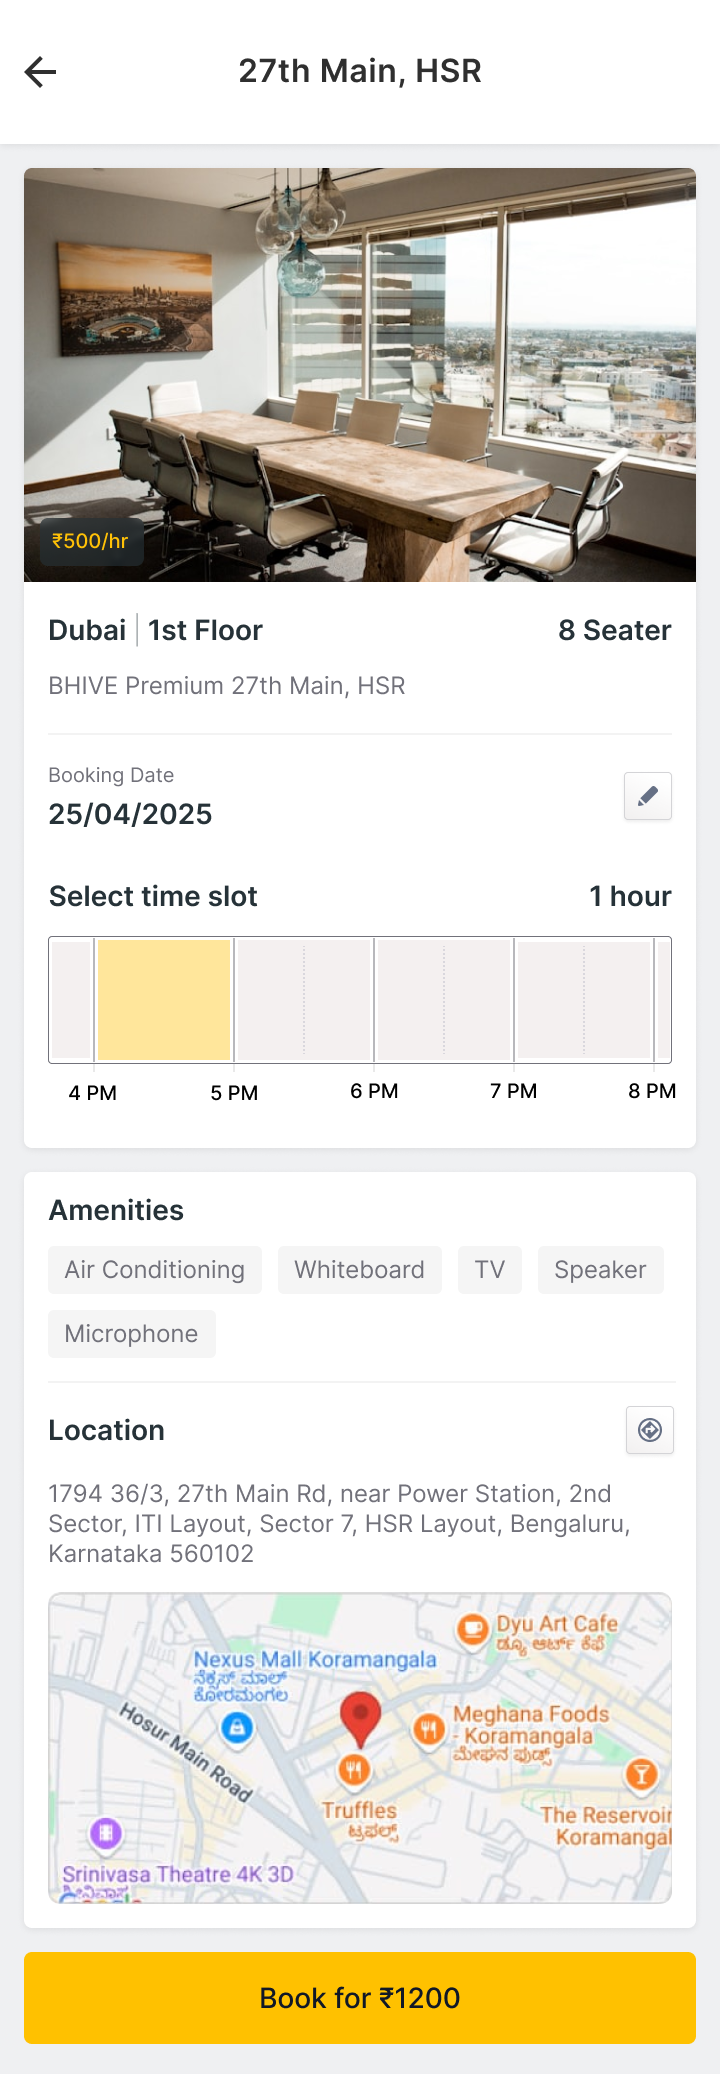 27th Main, HSR
₹500/hr
Dubai | 1st Floor
8 Seater
BHIVE Premium 27th Main, HSR
Booking Date
25/04/2025
Select time slot
1 hour
4 PM
5 PM
6 PM
7 PM
8 PM
Amenities
Air Conditioning
Whiteboard
TV
Speaker
Microphone
Location
1794 36/3, 27th Main Rd, near Power Station, 2nd
Sector, ITI Layout, Sector 7, HSR Layout, Bengaluru,
Karnataka 560102
Dyu Art Cafe
ಡ್ಯೂ ಆರ್ಟ್ ಕೆಫೆ
Nexus Mall Koramangala
ನೆಕ್ಸಸ್ ಮಾಲ್
ಕೋರಮಂಗಲ
Hosur Main Road
Meghana Foods
- Koramangala
ಮೇಘನ ಫುಡ್ಸ್
Truffles
ಟ್ರಫಲ್ಸ್
The Reservoir
Koramangal
Srinivasa Theatre 4K 3D
Book for ₹1200